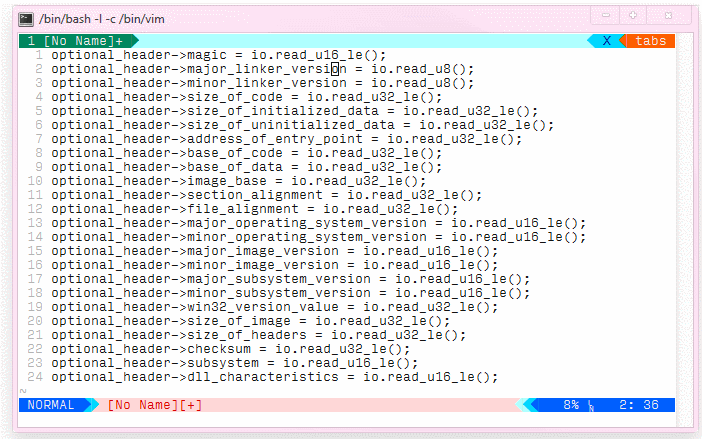 /bin/bash -l -c /bin/vim
1 [No Name]+ X tabs
1 optional_header->magic = io.read_u16_le();
2 optional_header->major_linker_version = io.read_u8();
3 optional_header->minor_linker_version = io.read_u8();
4 optional_header->size_of_code = io.read_u32_le();
5 optional_header->size_of_initialized_data = io.read_u32_le();
6 optional_header->size_of_uninitialized_data = io.read_u32_le();
7 optional_header->address_of_entry_point = io.read_u32_le();
8 optional_header->base_of_code = io.read_u32_le();
9 optional_header->base_of_data = io.read_u32_le();
10 optional_header->image_base = io.read_u32_le();
11 optional_header->section_alignment = io.read_u32_le();
12 optional_header->file_alignment = io.read_u32_le();
13 optional_header->major_operating_system_version = io.read_u16_le();
14 optional_header->minor_operating_system_version = io.read_u16_le();
15 optional_header->major_image_version = io.read_u16_le();
16 optional_header->minor_image_version = io.read_u16_le();
17 optional_header->major_subsystem_version = io.read_u16_le();
18 optional_header->minor_subsystem_version = io.read_u16_le();
19 optional_header->win32_version_value = io.read_u32_le();
20 optional_header->size_of_image = io.read_u32_le();
21 optional_header->size_of_headers = io.read_u32_le();
22 optional_header->checksum = io.read_u32_le();
23 optional_header->subsystem = io.read_u16_le();
24 optional_header->dll_characteristics = io.read_u16_le();
~
NORMAL [No Name][+] 8% 2: 36